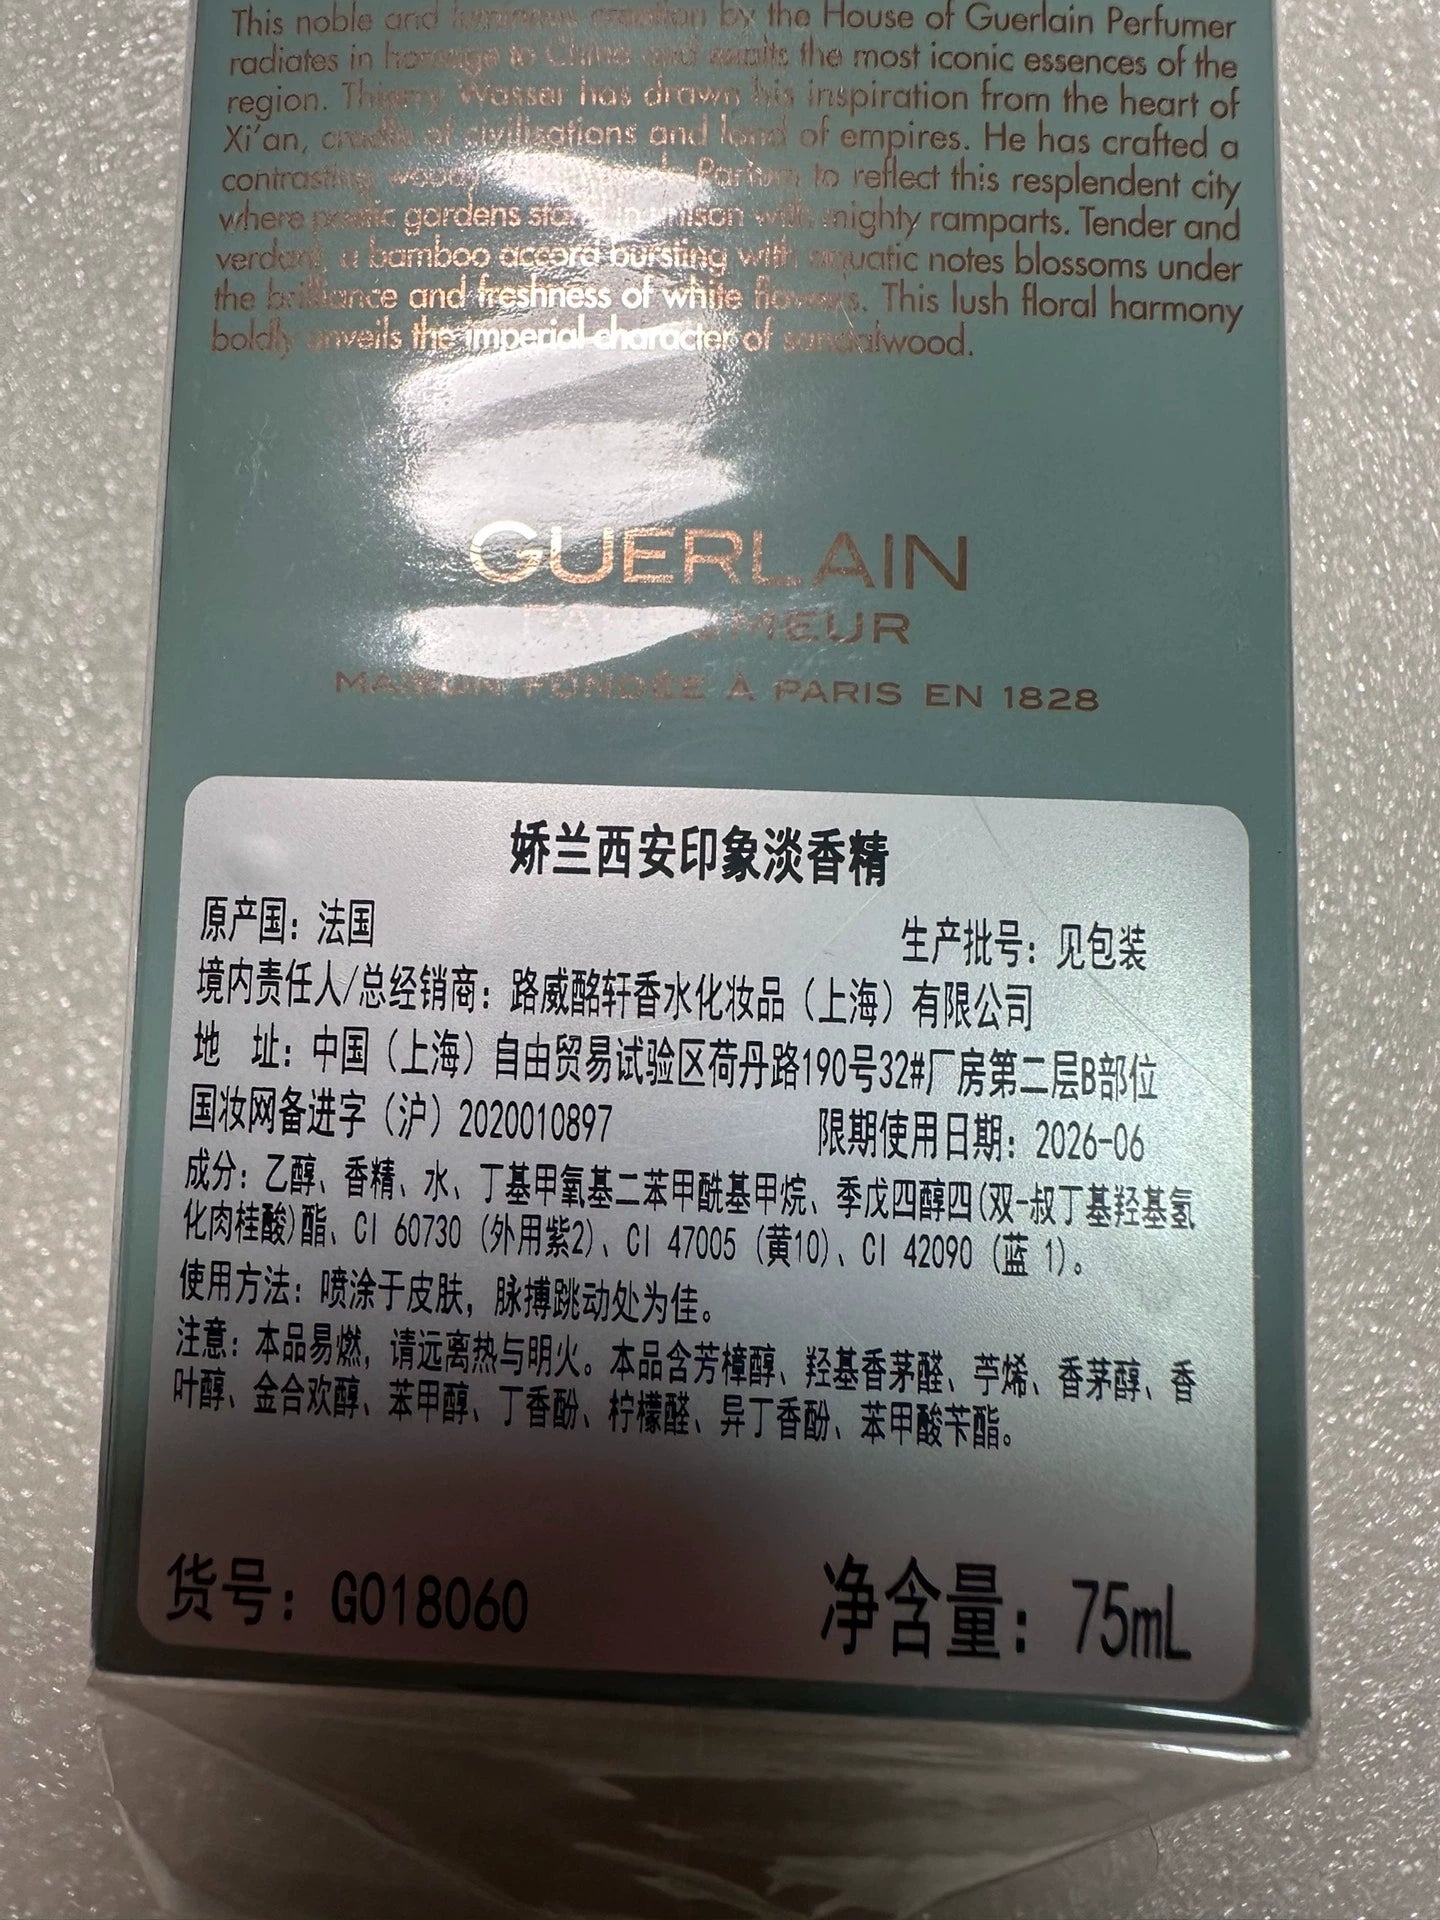 This noble and luminous creation by the House of Guerlain Perfumer
radiates in homage to Chine and exalts the most iconic essences of the
region. Thierry Wasser has drawn his inspiration from the heart of
Xi'an, cradle of civilisations and land of empires. He has crafted a
contrasting woody Parfum to reflect this resplendent city
where poetic gardens stand in unison with mighty ramparts. Tender and
verdant, a bamboo accord bursting with aquatic notes blossoms under
the brilliance and freshness of white flowers. This lush floral harmony
boldly unveils the imperial character of sandalwood.
GUERLAIN
PARFUMEUR
MAISON FONDÉE À PARIS EN 1828
娇兰西安印象淡香精
原产国：法国 生产批号：见包装
境内责任人/总经销商：路威酩轩香水化妆品（上海）有限公司
地 址：中国（上海）自由贸易试验区荷丹路190号32#厂房第二层B部位
国妆网备进字（沪）2020010897 限期使用日期：2026-06
成分：乙醇、香精、水、丁基甲氧基二苯甲酰基甲烷、季戊四醇四(双-叔丁基羟基氢
化肉桂酸)酯、CI 60730 (外用紫2)、CI 47005 (黄10)、CI 42090 (蓝 1)。
使用方法：喷涂于皮肤，脉搏跳动处为佳。
注意：本品易燃，请远离热与明火。本品含芳樟醇、羟基香茅醛、苧烯、香茅醇、香
叶醇、金合欢醇、苯甲醇、丁香酚、柠檬醛、异丁香酚、苯甲酸苄酯。
货号：G018060 净含量：75mL